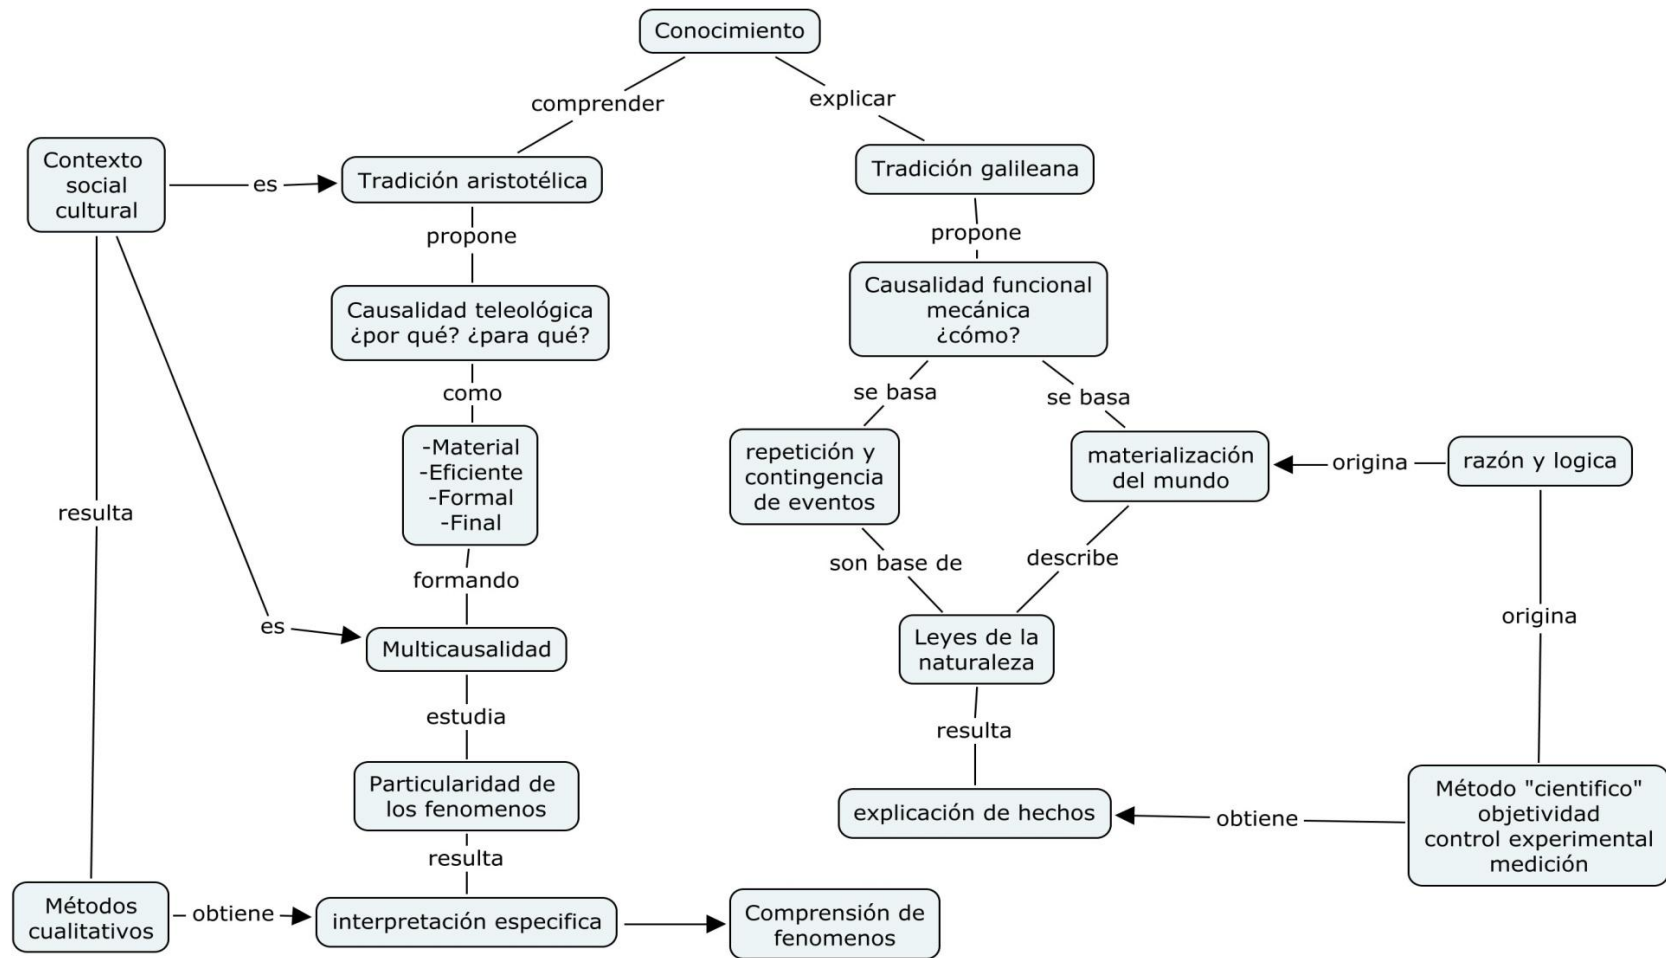 Conocimiento
comprender
explicar
Contexto
social
cultural
es
Tradición aristotélica
Tradición galileana
propone
propone
Causalidad teleológica
¿por qué? ¿para qué?
Causalidad funcional
mecánica
¿cómo?
como
se basa
se basa
-Material
-Eficiente
-Formal
-Final
repetición y
contingencia
de eventos
materialización
del mundo
origina
razón y logica
resulta
formando
son base de
describe
es
Multicausalidad
Leyes de la
naturaleza
origina
estudia
resulta
Particularidad de
los fenomenos
explicación de hechos
obtiene
Método "cientifico"
objetividad
control experimental
medición
resulta
Métodos
cualitativos
obtiene
interpretación especifica
Comprensión de
fenomenos